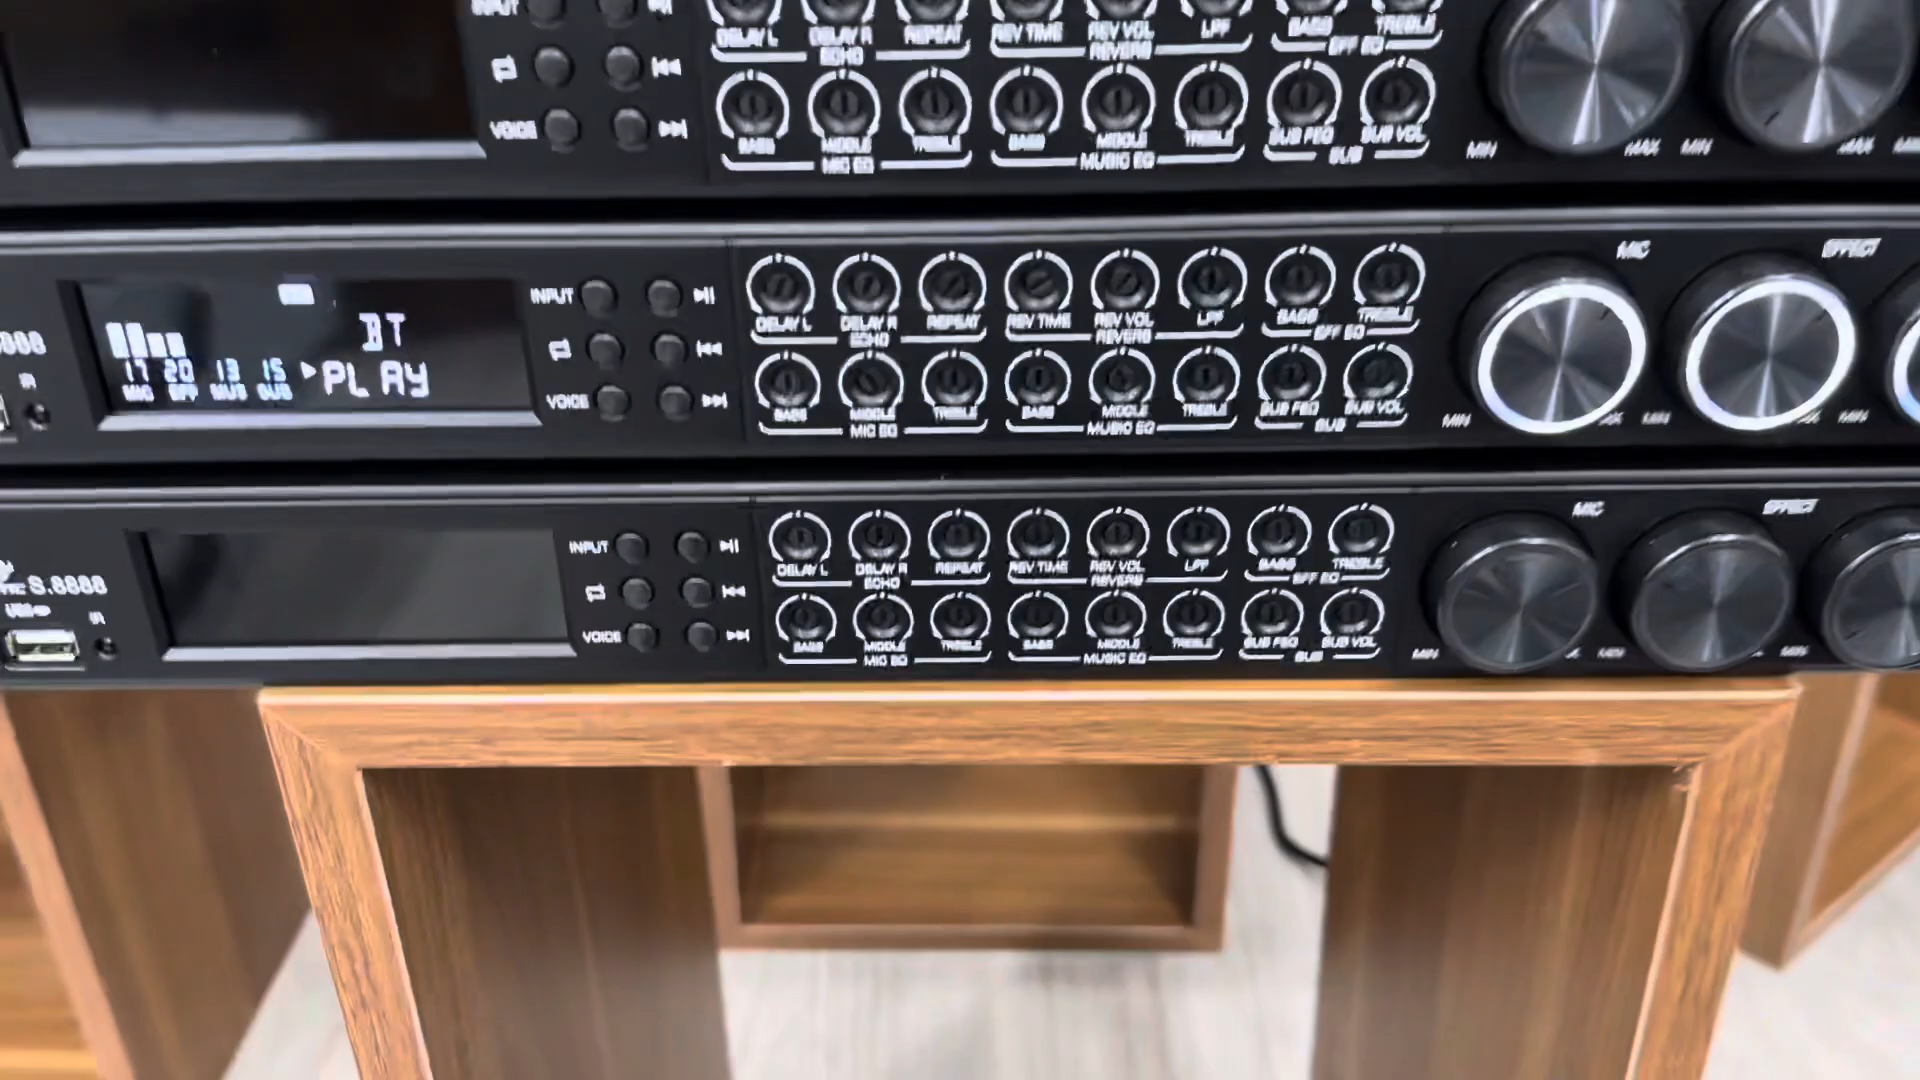 INPUT
DELAY L DELAY R REPEAT REV TIME REV VOL LPF BASS TREBLE
ECHO REVERB EFF EQ
VOICE
BASS MIDDLE TREBLE BASS MIDDLE TREBLE SUB FEQ SUB VOL
MIC EQ MUSIC EQ SUB
MIN MAX MIN MAX
MIC EFFECT
INPUT
BT
17 20 13 15 PLAY
MIC EFF MUS SUB
IR
DELAY L DELAY R REPEAT REV TIME REV VOL LPF BASS TREBLE
ECHO REVERB EFF EQ
VOICE
BASS MIDDLE TREBLE BASS MIDDLE TREBLE SUB FEQ SUB VOL
MIC EQ MUSIC EQ SUB
MIN MIN MIN
MIC EFFECT
INPUT
S.8888
IR
DELAY L DELAY R REPEAT REV TIME REV VOL LPF BASS TREBLE
ECHO REVERB EFF EQ
VOICE
BASS MIDDLE TREBLE BASS MIDDLE TREBLE SUB FEQ SUB VOL
MIC EQ MUSIC EQ SUB
MIN MIN MIN